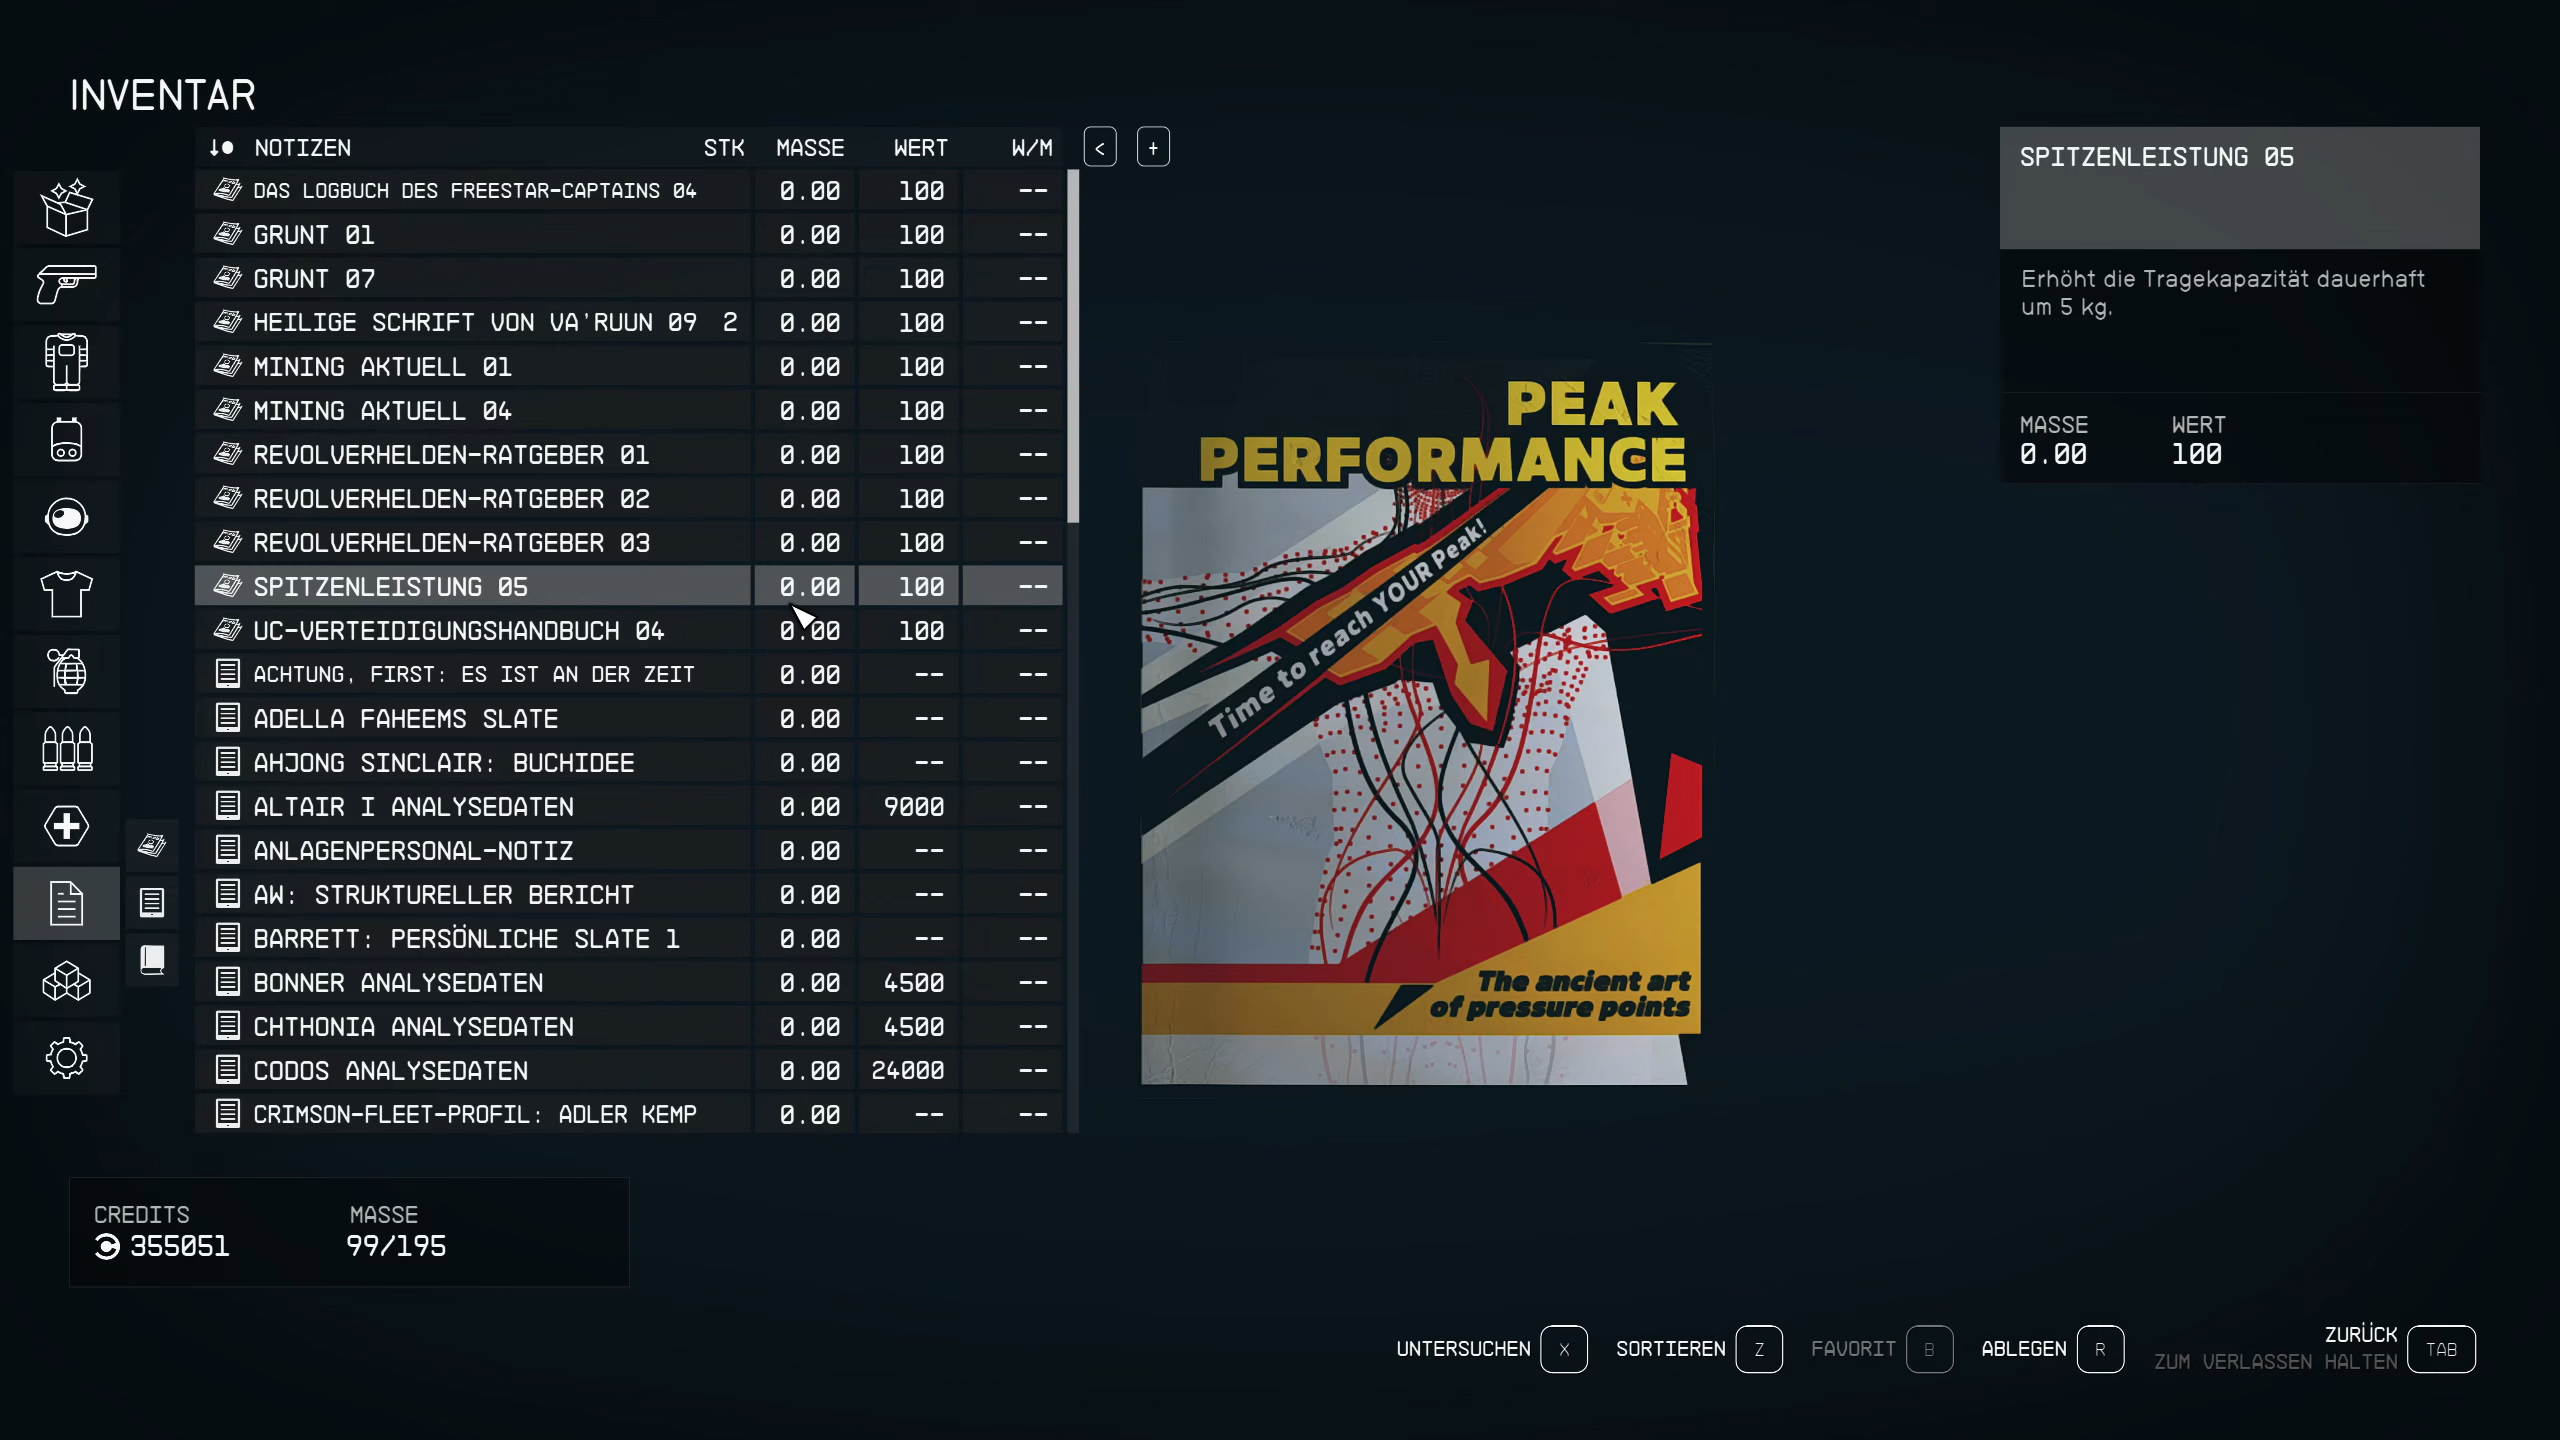 INVENTAR
NOTIZEN STK MASSE WERT W/M < +
DAS LOGBUCH DES FREESTAR-CAPTAINS 04 0.00 100 --
GRUNT 01 0.00 100 --
GRUNT 07 0.00 100 --
HEILIGE SCHRIFT VON VA'RUUN 09 2 0.00 100 --
MINING AKTUELL 01 0.00 100 --
MINING AKTUELL 04 0.00 100 --
REVOLVERHELDEN-RATGEBER 01 0.00 100 --
REVOLVERHELDEN-RATGEBER 02 0.00 100 --
REVOLVERHELDEN-RATGEBER 03 0.00 100 --
SPITZENLEISTUNG 05 0.00 100 --
UC-VERTEIDIGUNGSHANDBUCH 04 0.00 100 --
ACHTUNG, FIRST: ES IST AN DER ZEIT 0.00 -- --
ADELLA FAHEEMS SLATE 0.00 -- --
AHJONG SINCLAIR: BUCHIDEE 0.00 -- --
ALTAIR I ANALYSEDATEN 0.00 9000 --
ANLAGENPERSONAL-NOTIZ 0.00 -- --
AW: STRUKTURELLER BERICHT 0.00 -- --
BARRETT: PERSÖNLICHE SLATE 1 0.00 -- --
BONNER ANALYSEDATEN 0.00 4500 --
CHTHONIA ANALYSEDATEN 0.00 4500 --
CODOS ANALYSEDATEN 0.00 24000 --
CRIMSON-FLEET-PROFIL: ADLER KEMP 0.00 -- --
PEAK
PERFORMANCE
Time to reach YOUR Peak!
The ancient art
of pressure points
SPITZENLEISTUNG 05
Erhöht die Tragekapazität dauerhaft
um 5 kg.
MASSE WERT
0.00 100
CREDITS MASSE
355051 99/195
UNTERSUCHEN X SORTIEREN Z FAVORIT B ABLEGEN R ZURÜCK TAB
ZUM VERLASSEN HALTEN